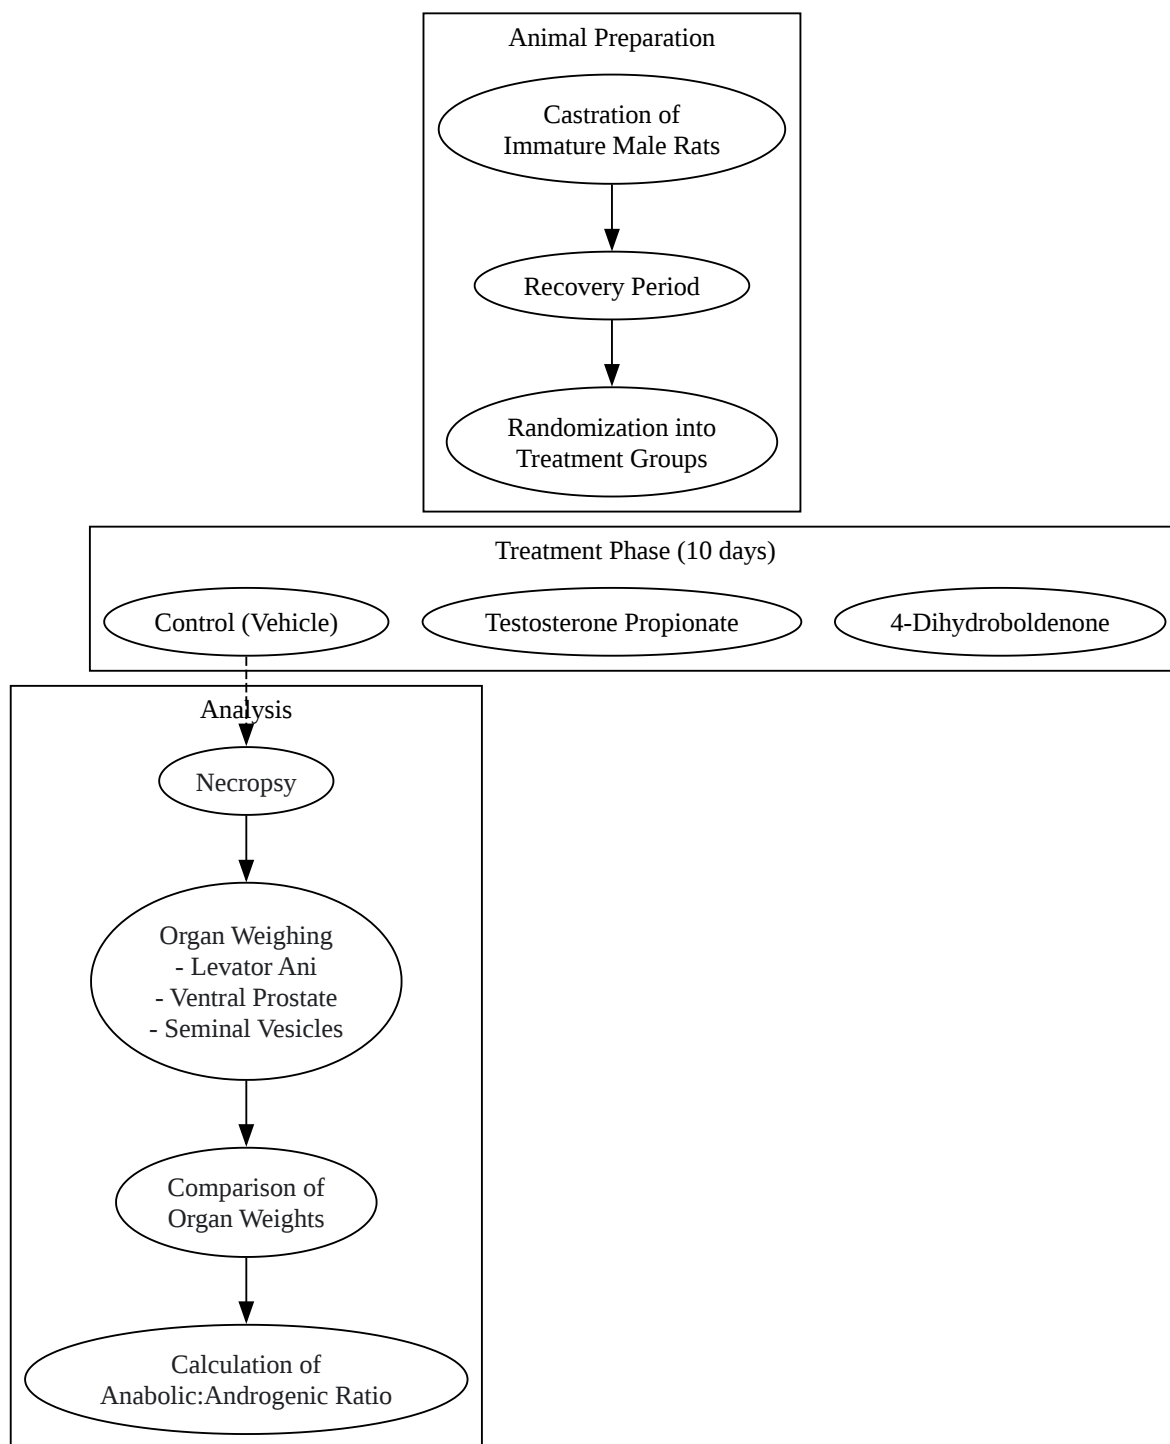 Animal Preparation
Castration of
Immature Male Rats
Recovery Period
Randomization into
Treatment Groups
Treatment Phase (10 days)
Control (Vehicle)
Testosterone Propionate
4-Dihydroboldenone
Analysis
Necropsy
Organ Weighing
- Levator Ani
- Ventral Prostate
- Seminal Vesicles
Comparison of
Organ Weights
Calculation of
Anabolic:Androgenic Ratio